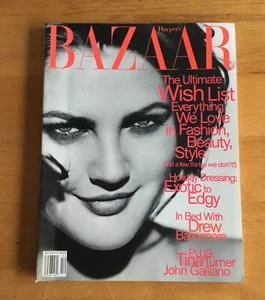 Harper's
BAZAAR
The Ultimate
Wish List
Everything
We Love
in Fashion,
Beauty,
Style
(and a few things we don't)
Holiday Dressing:
Exotic to
Edgy
In Bed With
Drew
Barrymore
PLUS:
Tina Turner
John Galliano